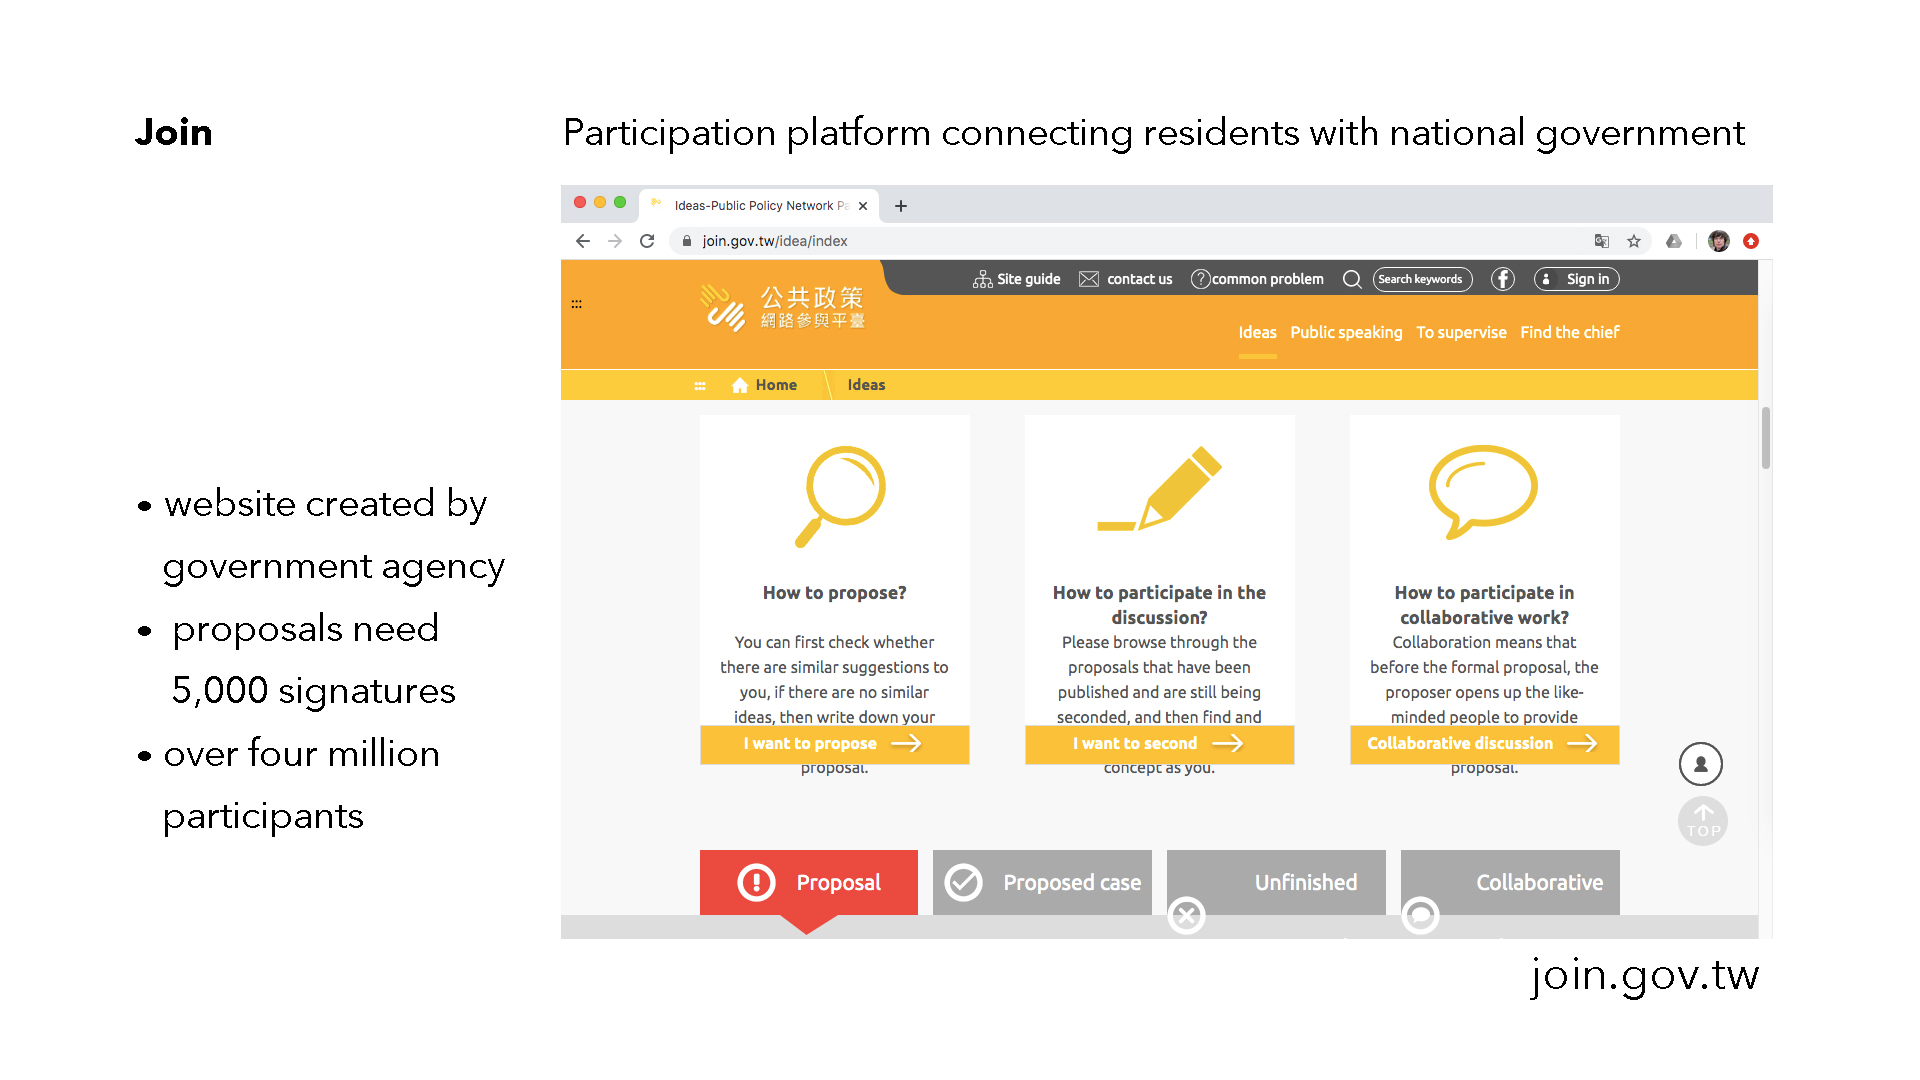 Join
Participation platform connecting residents with national government
• website created by
government agency
• proposals need
5,000 signatures
• over four million
participants
Ideas-Public Policy Network Pa
join.gov.tw/idea/index
公共政策
網路參與平臺
Site guide
contact us
?common problem
Search keywords
f
Sign in
Ideas
Public speaking
To supervise
Find the chief
Home
Ideas
How to propose?
You can first check whether
there are similar suggestions to
you, if there are no similar
ideas, then write down your
I want to propose
proposal.
How to participate in the
discussion?
Please browse through the
proposals that have been
published and are still being
seconded, and then find and
I want to second
concept as you.
How to participate in
collaborative work?
Collaboration means that
before the formal proposal, the
proposer opens up the like-
minded people to provide
Collaborative discussion
proposal.
TOP
Proposal
Proposed case
Unfinished
Collaborative
join.gov.tw